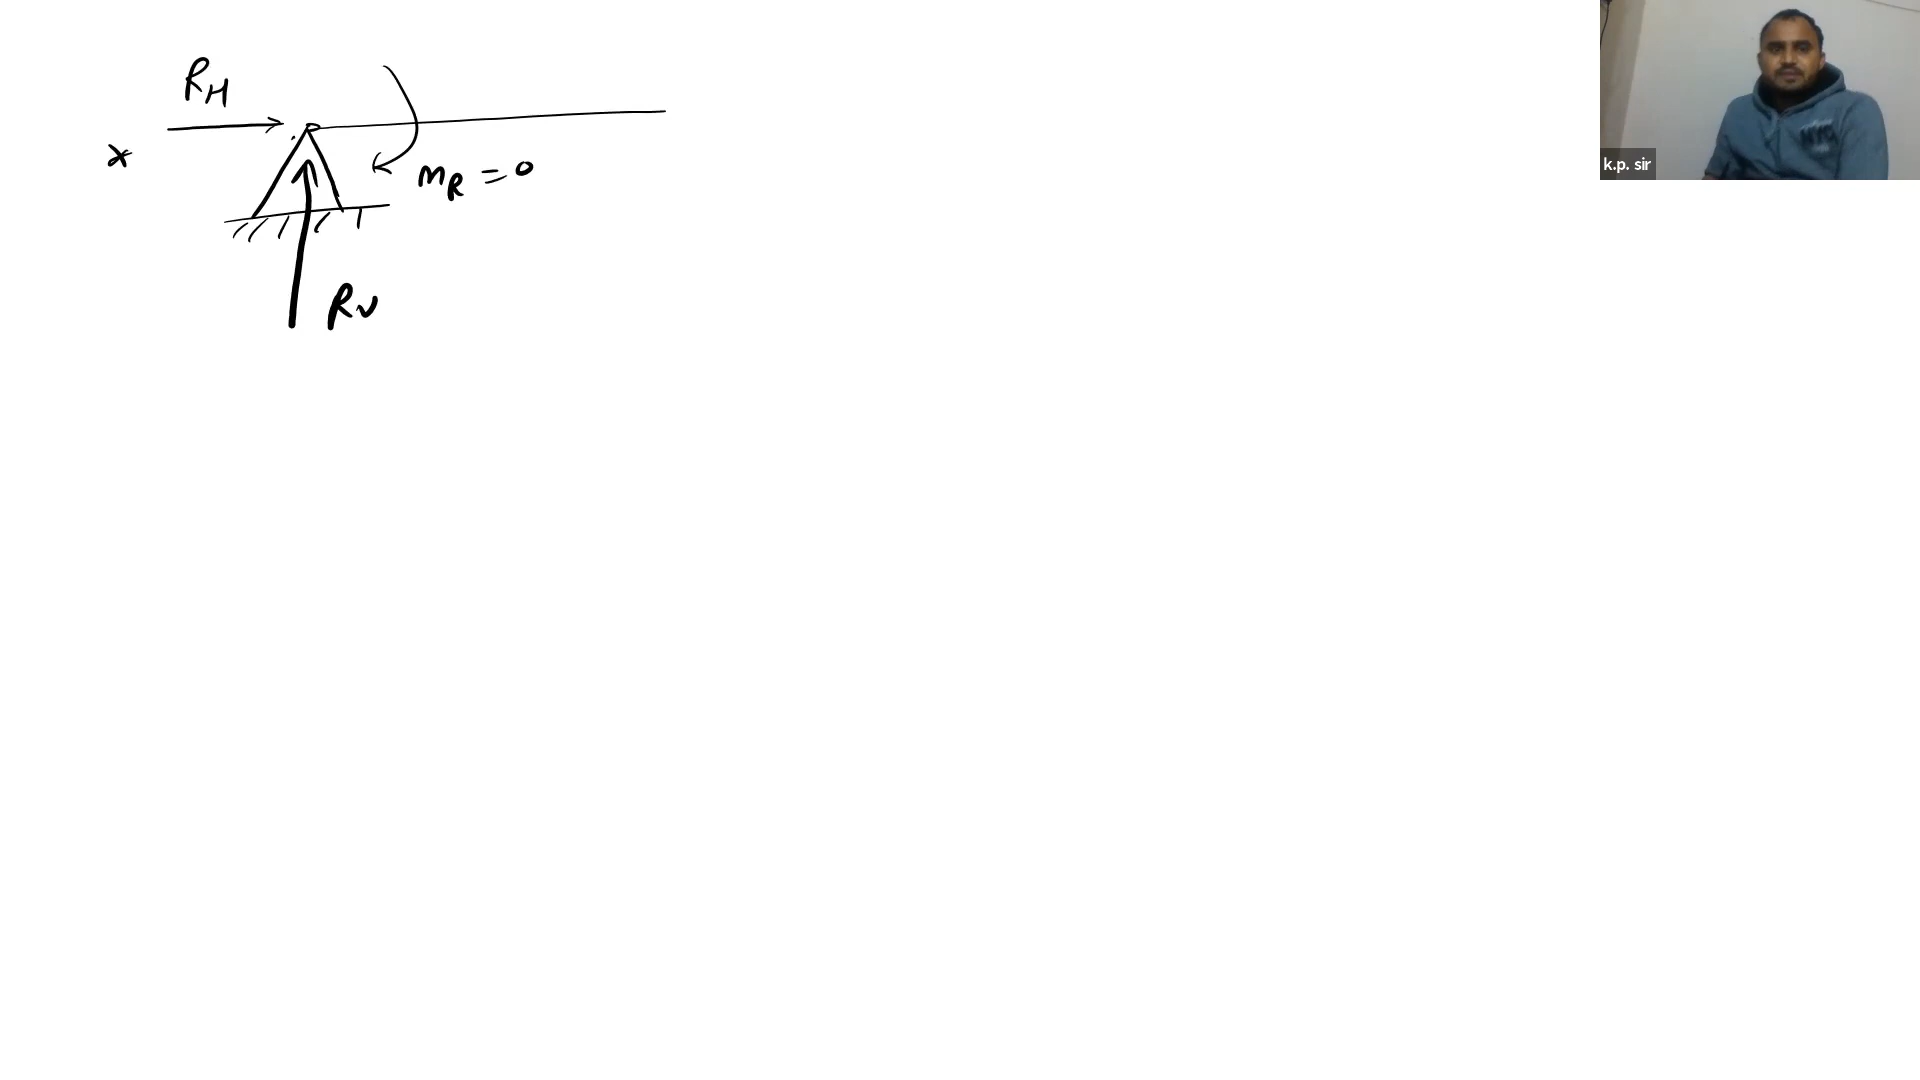 R_H
*
m_R = 0
R_v
k.p. sir